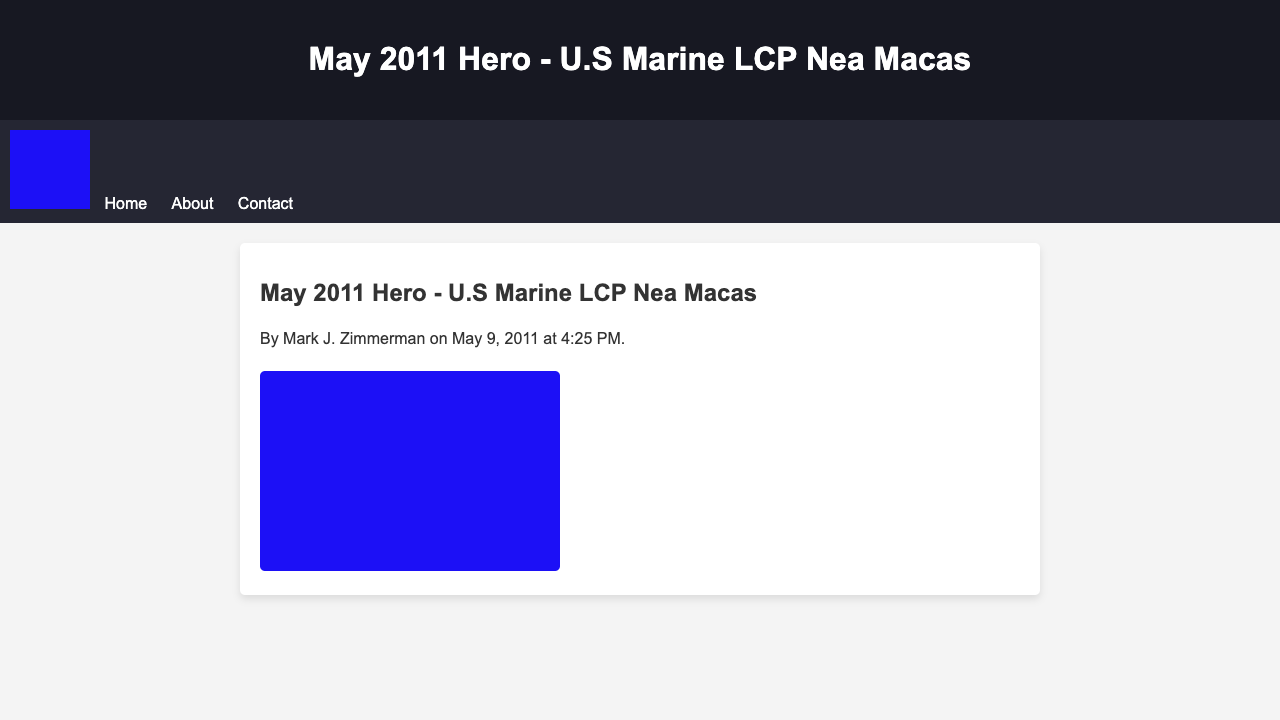 May 2011 Hero - U.S Marine LCP Nea Macas
Home About Contact
May 2011 Hero - U.S Marine LCP Nea Macas
By Mark J. Zimmerman on May 9, 2011 at 4:25 PM.